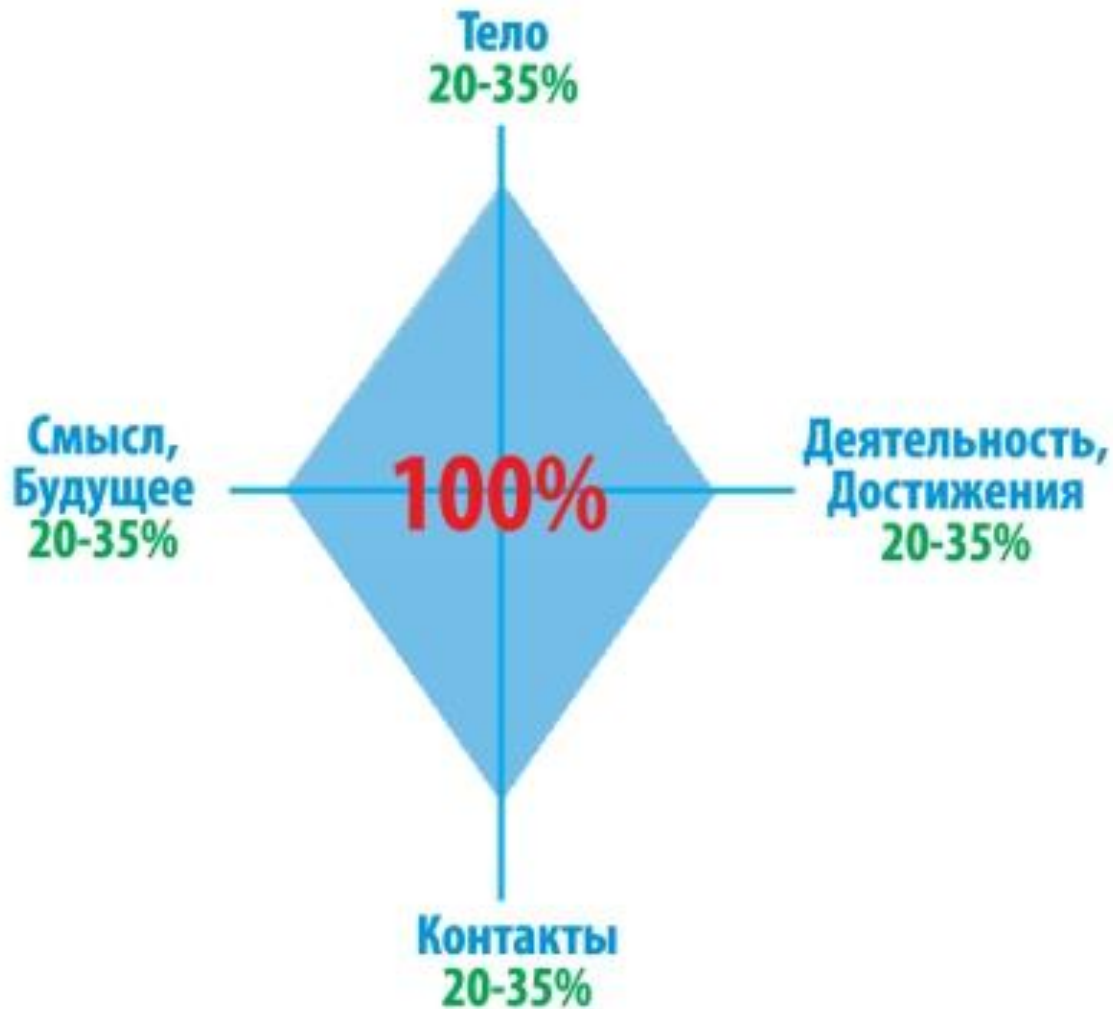 Тело
20-35%
Смысл,
Будущее
20-35%
100%
Деятельность,
Достижения
20-35%
Контакты
20-35%